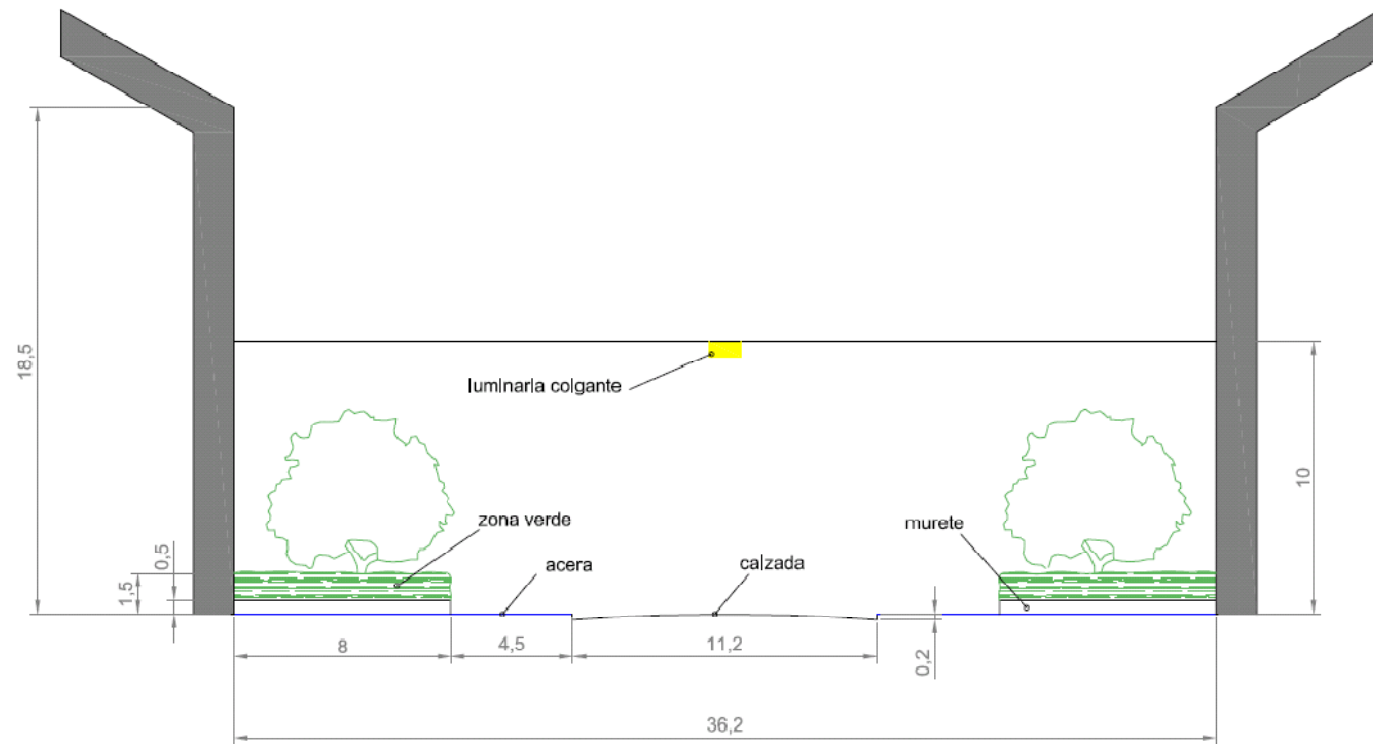 18,5
luminaria colgante
10
zona verde
murete
0,5
acera
calzada
1,5
8
4,5
11,2
0,2
36,2